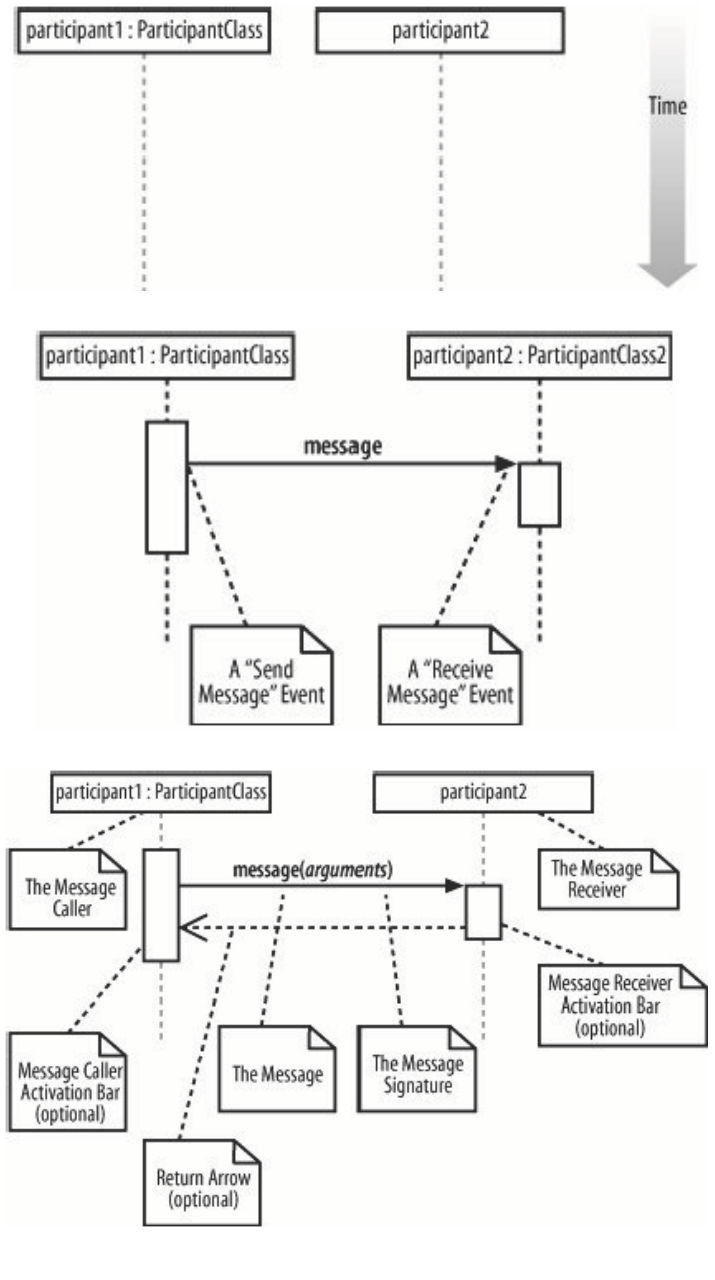 participant1 : ParticipantClass
participant2
Time
participant1 : ParticipantClass
participant2 : ParticipantClass2
message
A “Send
Message” Event
A “Receive
Message” Event
participant1 : ParticipantClass
participant2
message(arguments)
The Message
Caller
The Message
Receiver
Message Receiver
Activation Bar
(optional)
Message Caller
Activation Bar
(optional)
The Message
The Message
Signature
Return Arrow
(optional)